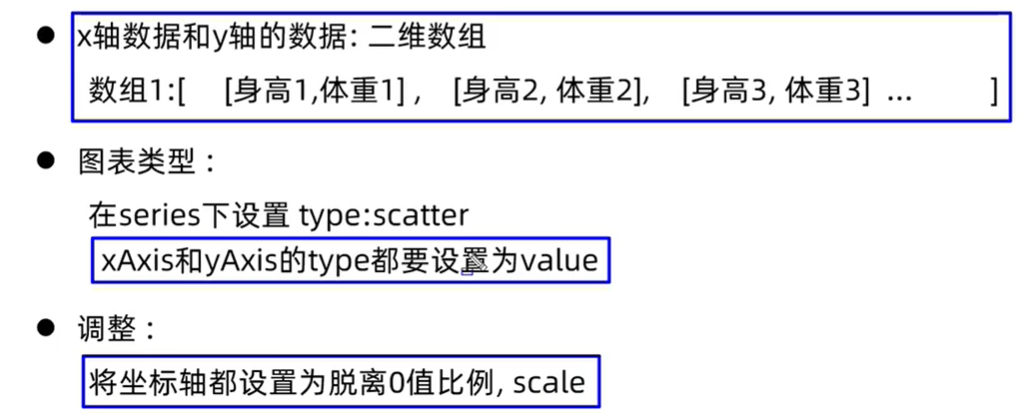 ● x轴数据和y轴的数据: 二维数组
数组1:[ [身高1,体重1] , [身高2, 体重2], [身高3, 体重3] ... ]
● 图表类型：
在series下设置 type:scatter
xAxis和yAxis的type都要设置为value
● 调整：
将坐标轴都设置为脱离0值比例, scale